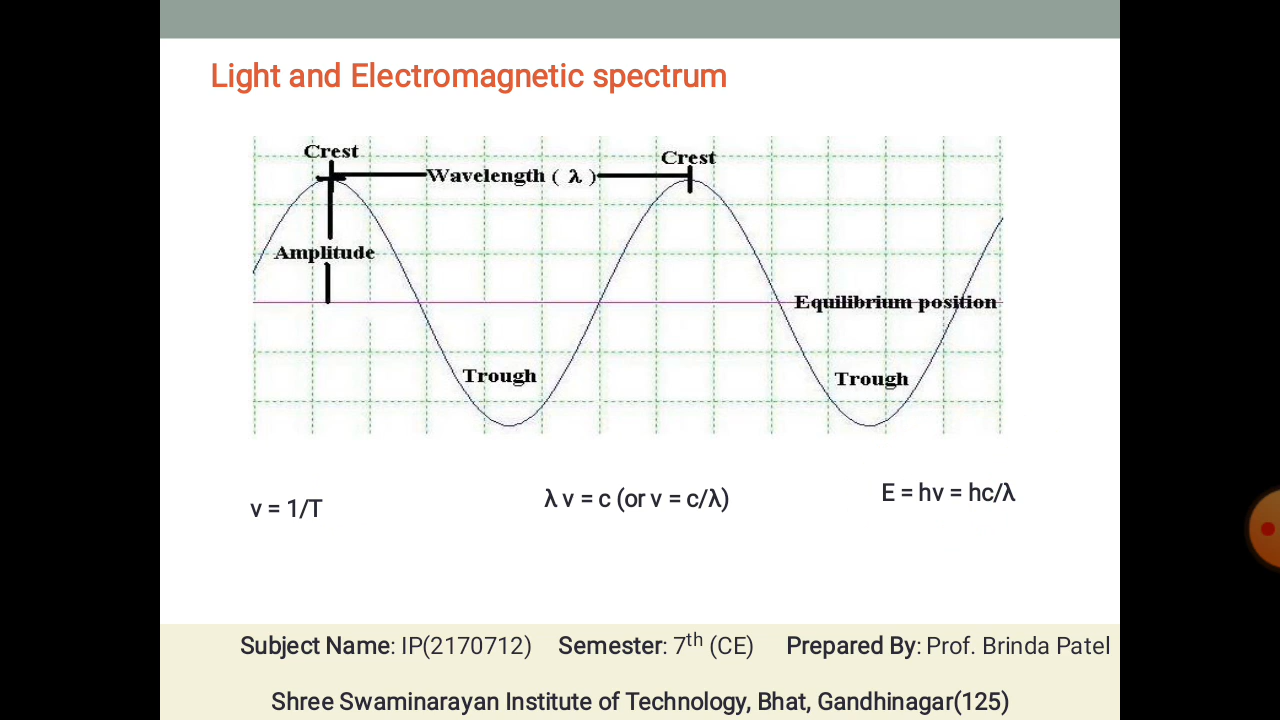 Light and Electromagnetic spectrum
Crest
Crest
Wavelength ( λ )
Amplitude
Equilibrium position
Trough
Trough
ν = 1/T
λ ν = c (or ν = c/λ)
E = hν = hc/λ
Subject Name: IP(2170712) Semester: 7th (CE) Prepared By: Prof. Brinda Patel
Shree Swaminarayan Institute of Technology, Bhat, Gandhinagar(125)